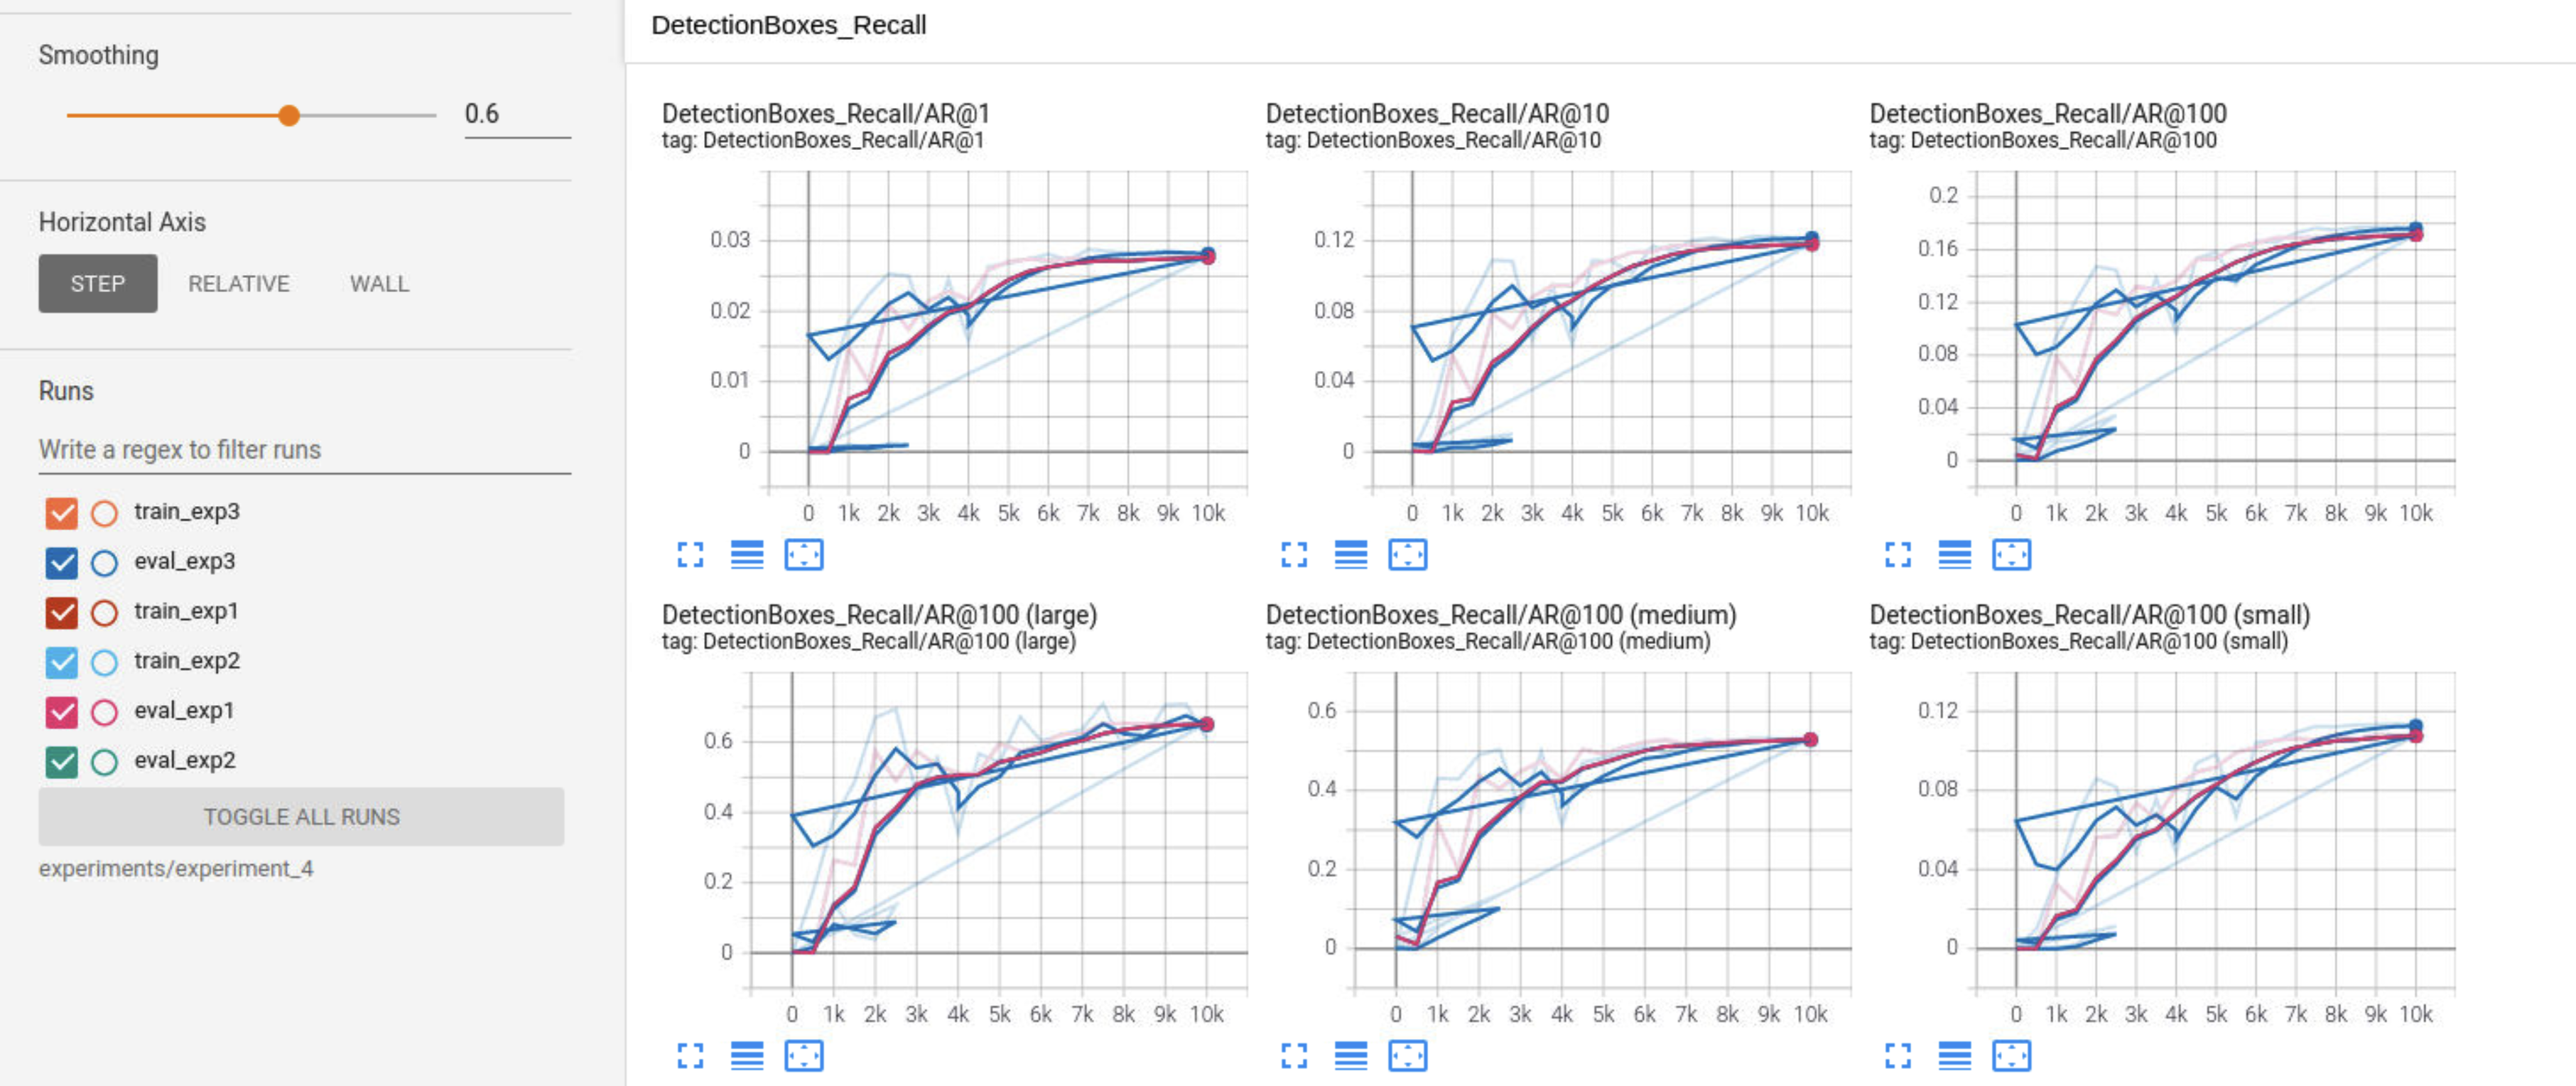 DetectionBoxes_Recall
Smoothing
0.6
Horizontal Axis
STEP RELATIVE WALL
Runs
Write a regex to filter runs
train_exp3
eval_exp3
train_exp1
train_exp2
eval_exp1
eval_exp2
TOGGLE ALL RUNS
experiments/experiment_4
DetectionBoxes_Recall/AR@1
tag: DetectionBoxes_Recall/AR@1
0.03
0.02
0.01
0
0 1k 2k 3k 4k 5k 6k 7k 8k 9k 10k
DetectionBoxes_Recall/AR@10
tag: DetectionBoxes_Recall/AR@10
0.12
0.08
0.04
0
0 1k 2k 3k 4k 5k 6k 7k 8k 9k 10k
DetectionBoxes_Recall/AR@100
tag: DetectionBoxes_Recall/AR@100
0.2
0.16
0.12
0.08
0.04
0
0 1k 2k 3k 4k 5k 6k 7k 8k 9k 10k
DetectionBoxes_Recall/AR@100 (large)
tag: DetectionBoxes_Recall/AR@100 (large)
0.6
0.4
0.2
0
0 1k 2k 3k 4k 5k 6k 7k 8k 9k 10k
DetectionBoxes_Recall/AR@100 (medium)
tag: DetectionBoxes_Recall/AR@100 (medium)
0.6
0.4
0.2
0
0 1k 2k 3k 4k 5k 6k 7k 8k 9k 10k
DetectionBoxes_Recall/AR@100 (small)
tag: DetectionBoxes_Recall/AR@100 (small)
0.12
0.08
0.04
0
0 1k 2k 3k 4k 5k 6k 7k 8k 9k 10k